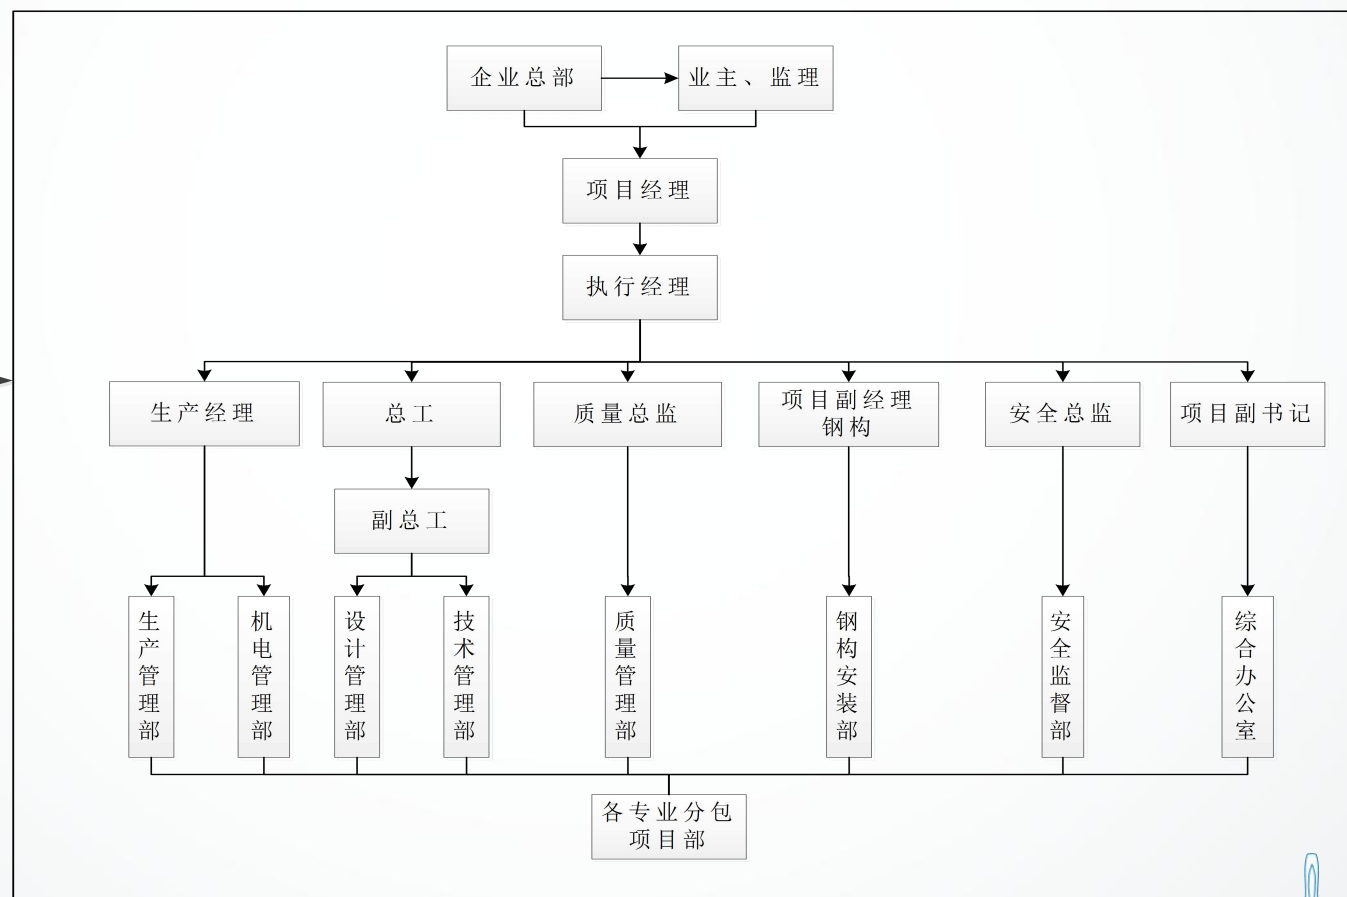 企业总部
业主、监理
项目经理
执行经理
生产经理
总工
质量总监
项目副经理
钢构
安全总监
项目副书记
副总工
生产管理部
机电管理部
设计管理部
技术管理部
质量管理部
钢构安装部
安全监督部
综合办公室
各专业分包
项目部